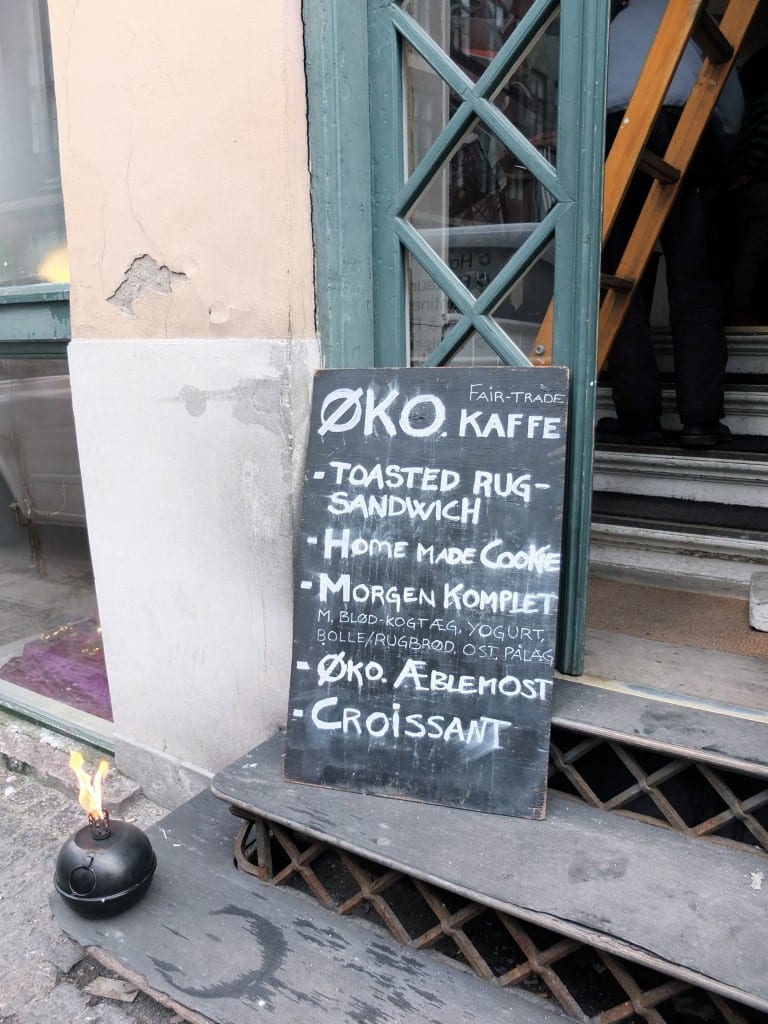 FAIR-TRADE
ØKO. KAFFE
- TOASTED RUG-
SANDWICH
- HOME MADE COOKIE
- MORGEN KOMPLET
M. BLØD-KOGT ÆG, YOGURT,
BOLLE/RUGBRØD, OST, PÅLÆG
- ØKO. ÆBLEMOST
- CROISSANT